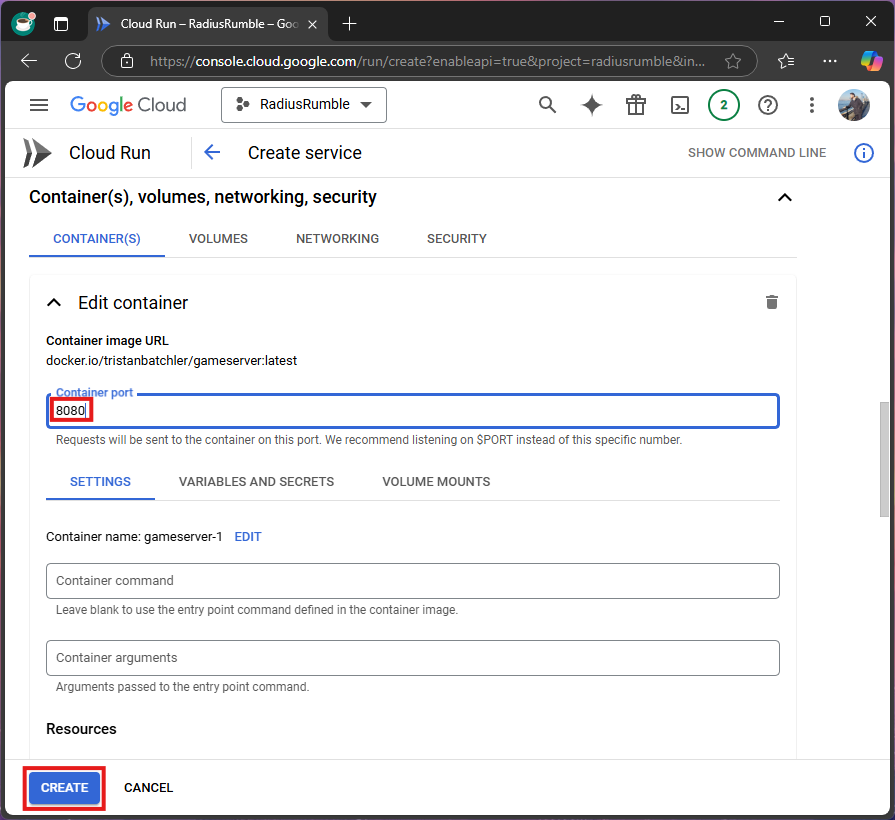 Cloud Run – RadiusRumble – Goo
https://console.cloud.google.com/run/create?enableapi=true&project=radiusrumble&in...
Google Cloud
RadiusRumble
2
Cloud Run
Create service
SHOW COMMAND LINE
Container(s), volumes, networking, security
CONTAINER(S) VOLUMES NETWORKING SECURITY
Edit container
Container image URL
docker.io/tristanbatchler/gameserver:latest
Container port
8080
Requests will be sent to the container on this port. We recommend listening on $PORT instead of this specific number.
SETTINGS VARIABLES AND SECRETS VOLUME MOUNTS
Container name: gameserver-1 EDIT
Container command
Leave blank to use the entry point command defined in the container image.
Container arguments
Arguments passed to the entry point command.
Resources
CREATE CANCEL